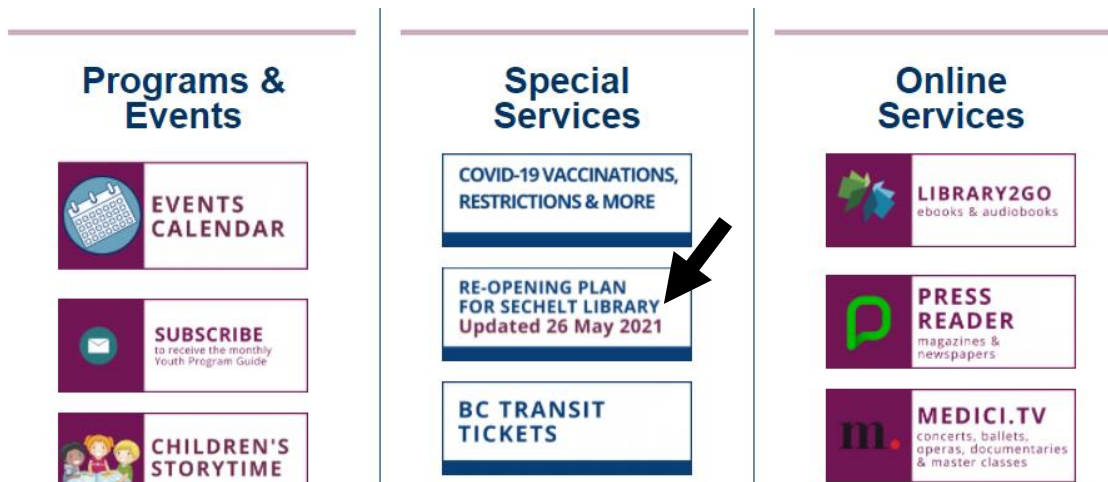 Programs &
Events
EVENTS
CALENDAR
SUBSCRIBE
to receive the monthly
Youth Program Guide
CHILDREN'S
STORYTIME
Special
Services
COVID-19 VACCINATIONS,
RESTRICTIONS & MORE
RE-OPENING PLAN
FOR SECHELT LIBRARY
Updated 26 May 2021
BC TRANSIT
TICKETS
Online
Services
LIBRARY2GO
ebooks & audiobooks
PRESS
READER
magazines &
newspapers
m.
MEDICI.TV
concerts, ballets,
operas, documentaries
& master classes